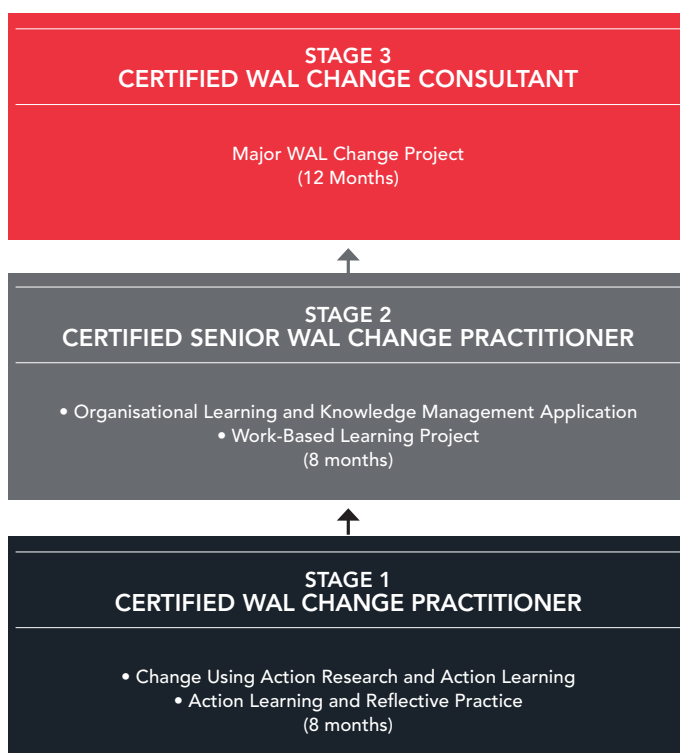 STAGE 3
CERTIFIED WAL CHANGE CONSULTANT
Major WAL Change Project
(12 Months)
STAGE 2
CERTIFIED SENIOR WAL CHANGE PRACTITIONER
• Organisational Learning and Knowledge Management Application
• Work-Based Learning Project
(8 months)
STAGE 1
CERTIFIED WAL CHANGE PRACTITIONER
• Change Using Action Research and Action Learning
• Action Learning and Reflective Practice
(8 months)